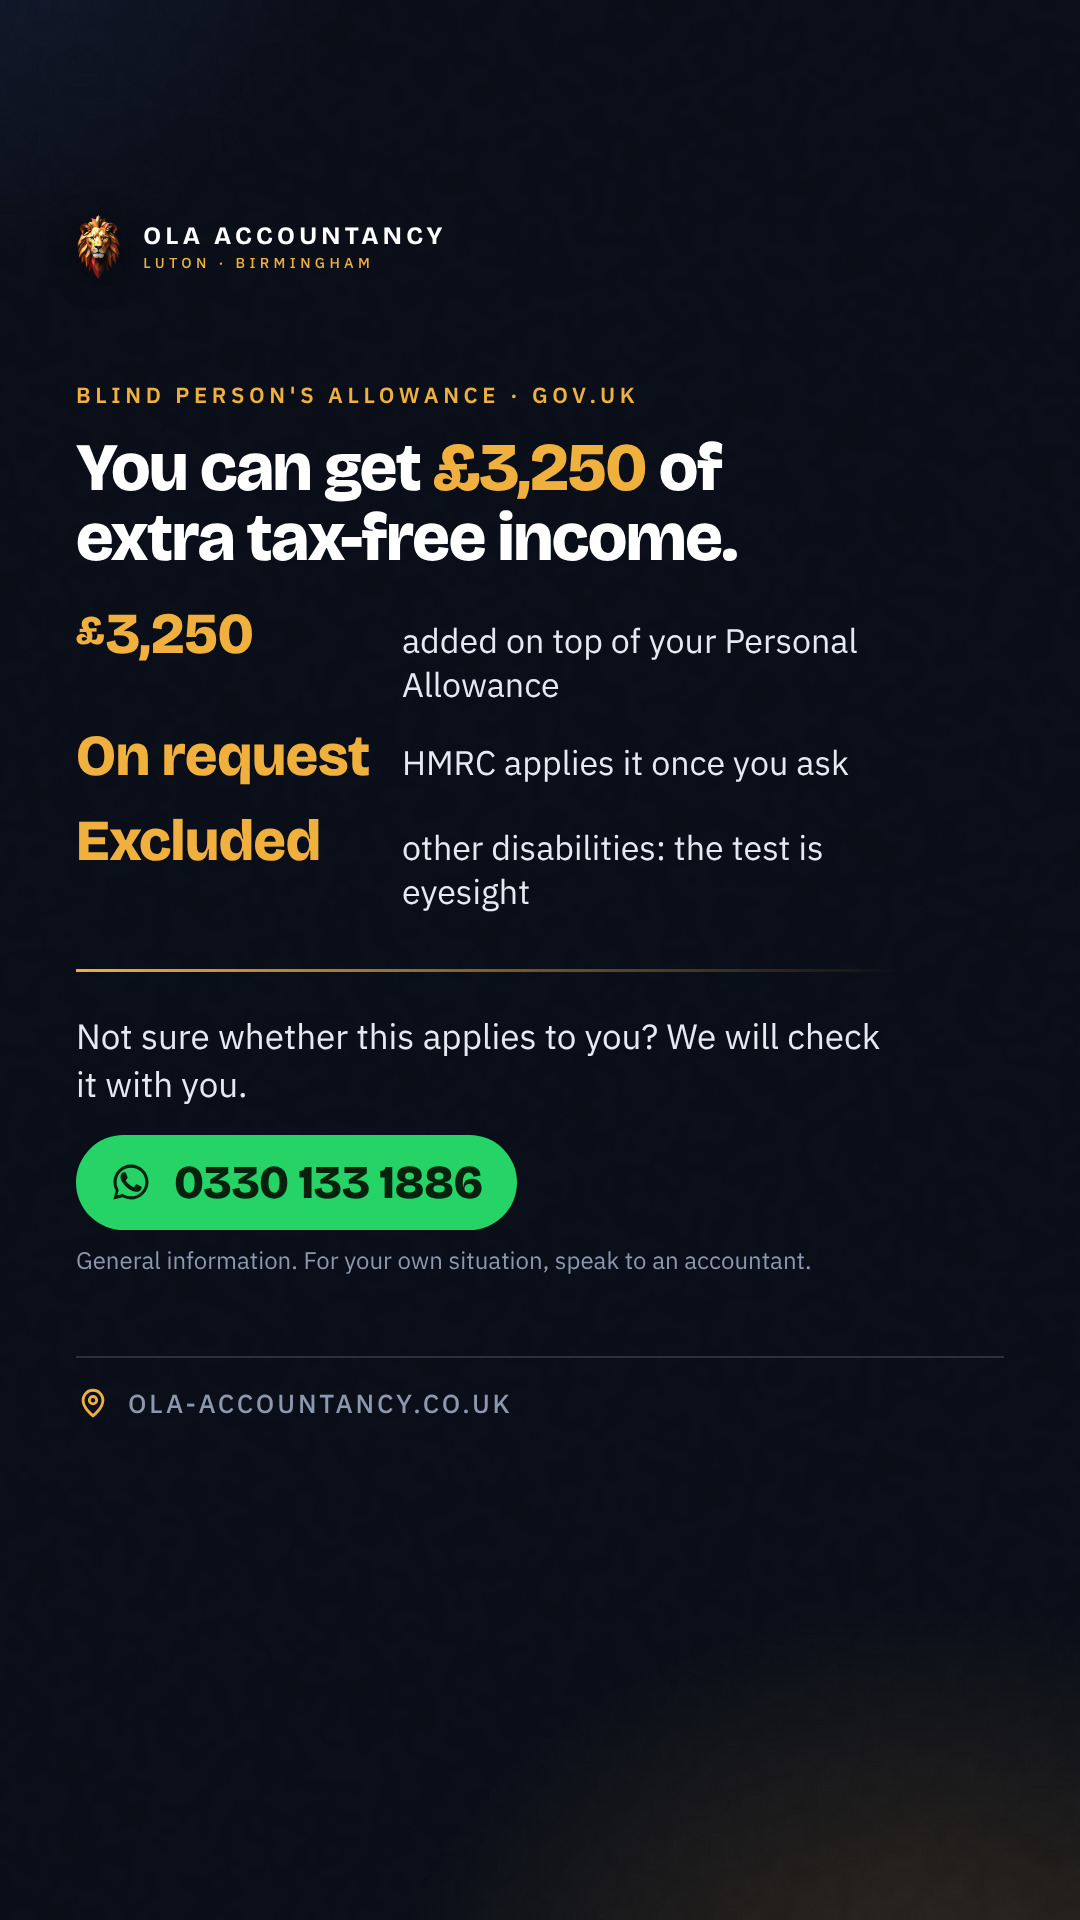 OLA ACCOUNTANCY
LUTON · BIRMINGHAM
BLIND PERSON'S ALLOWANCE · GOV.UK
You can get £3,250 of
extra tax-free income.
£3,250 added on top of your Personal
Allowance
On request HMRC applies it once you ask
Excluded other disabilities: the test is
eyesight
Not sure whether this applies to you? We will check
it with you.
0330 133 1886
General information. For your own situation, speak to an accountant.
OLA-ACCOUNTANCY.CO.UK